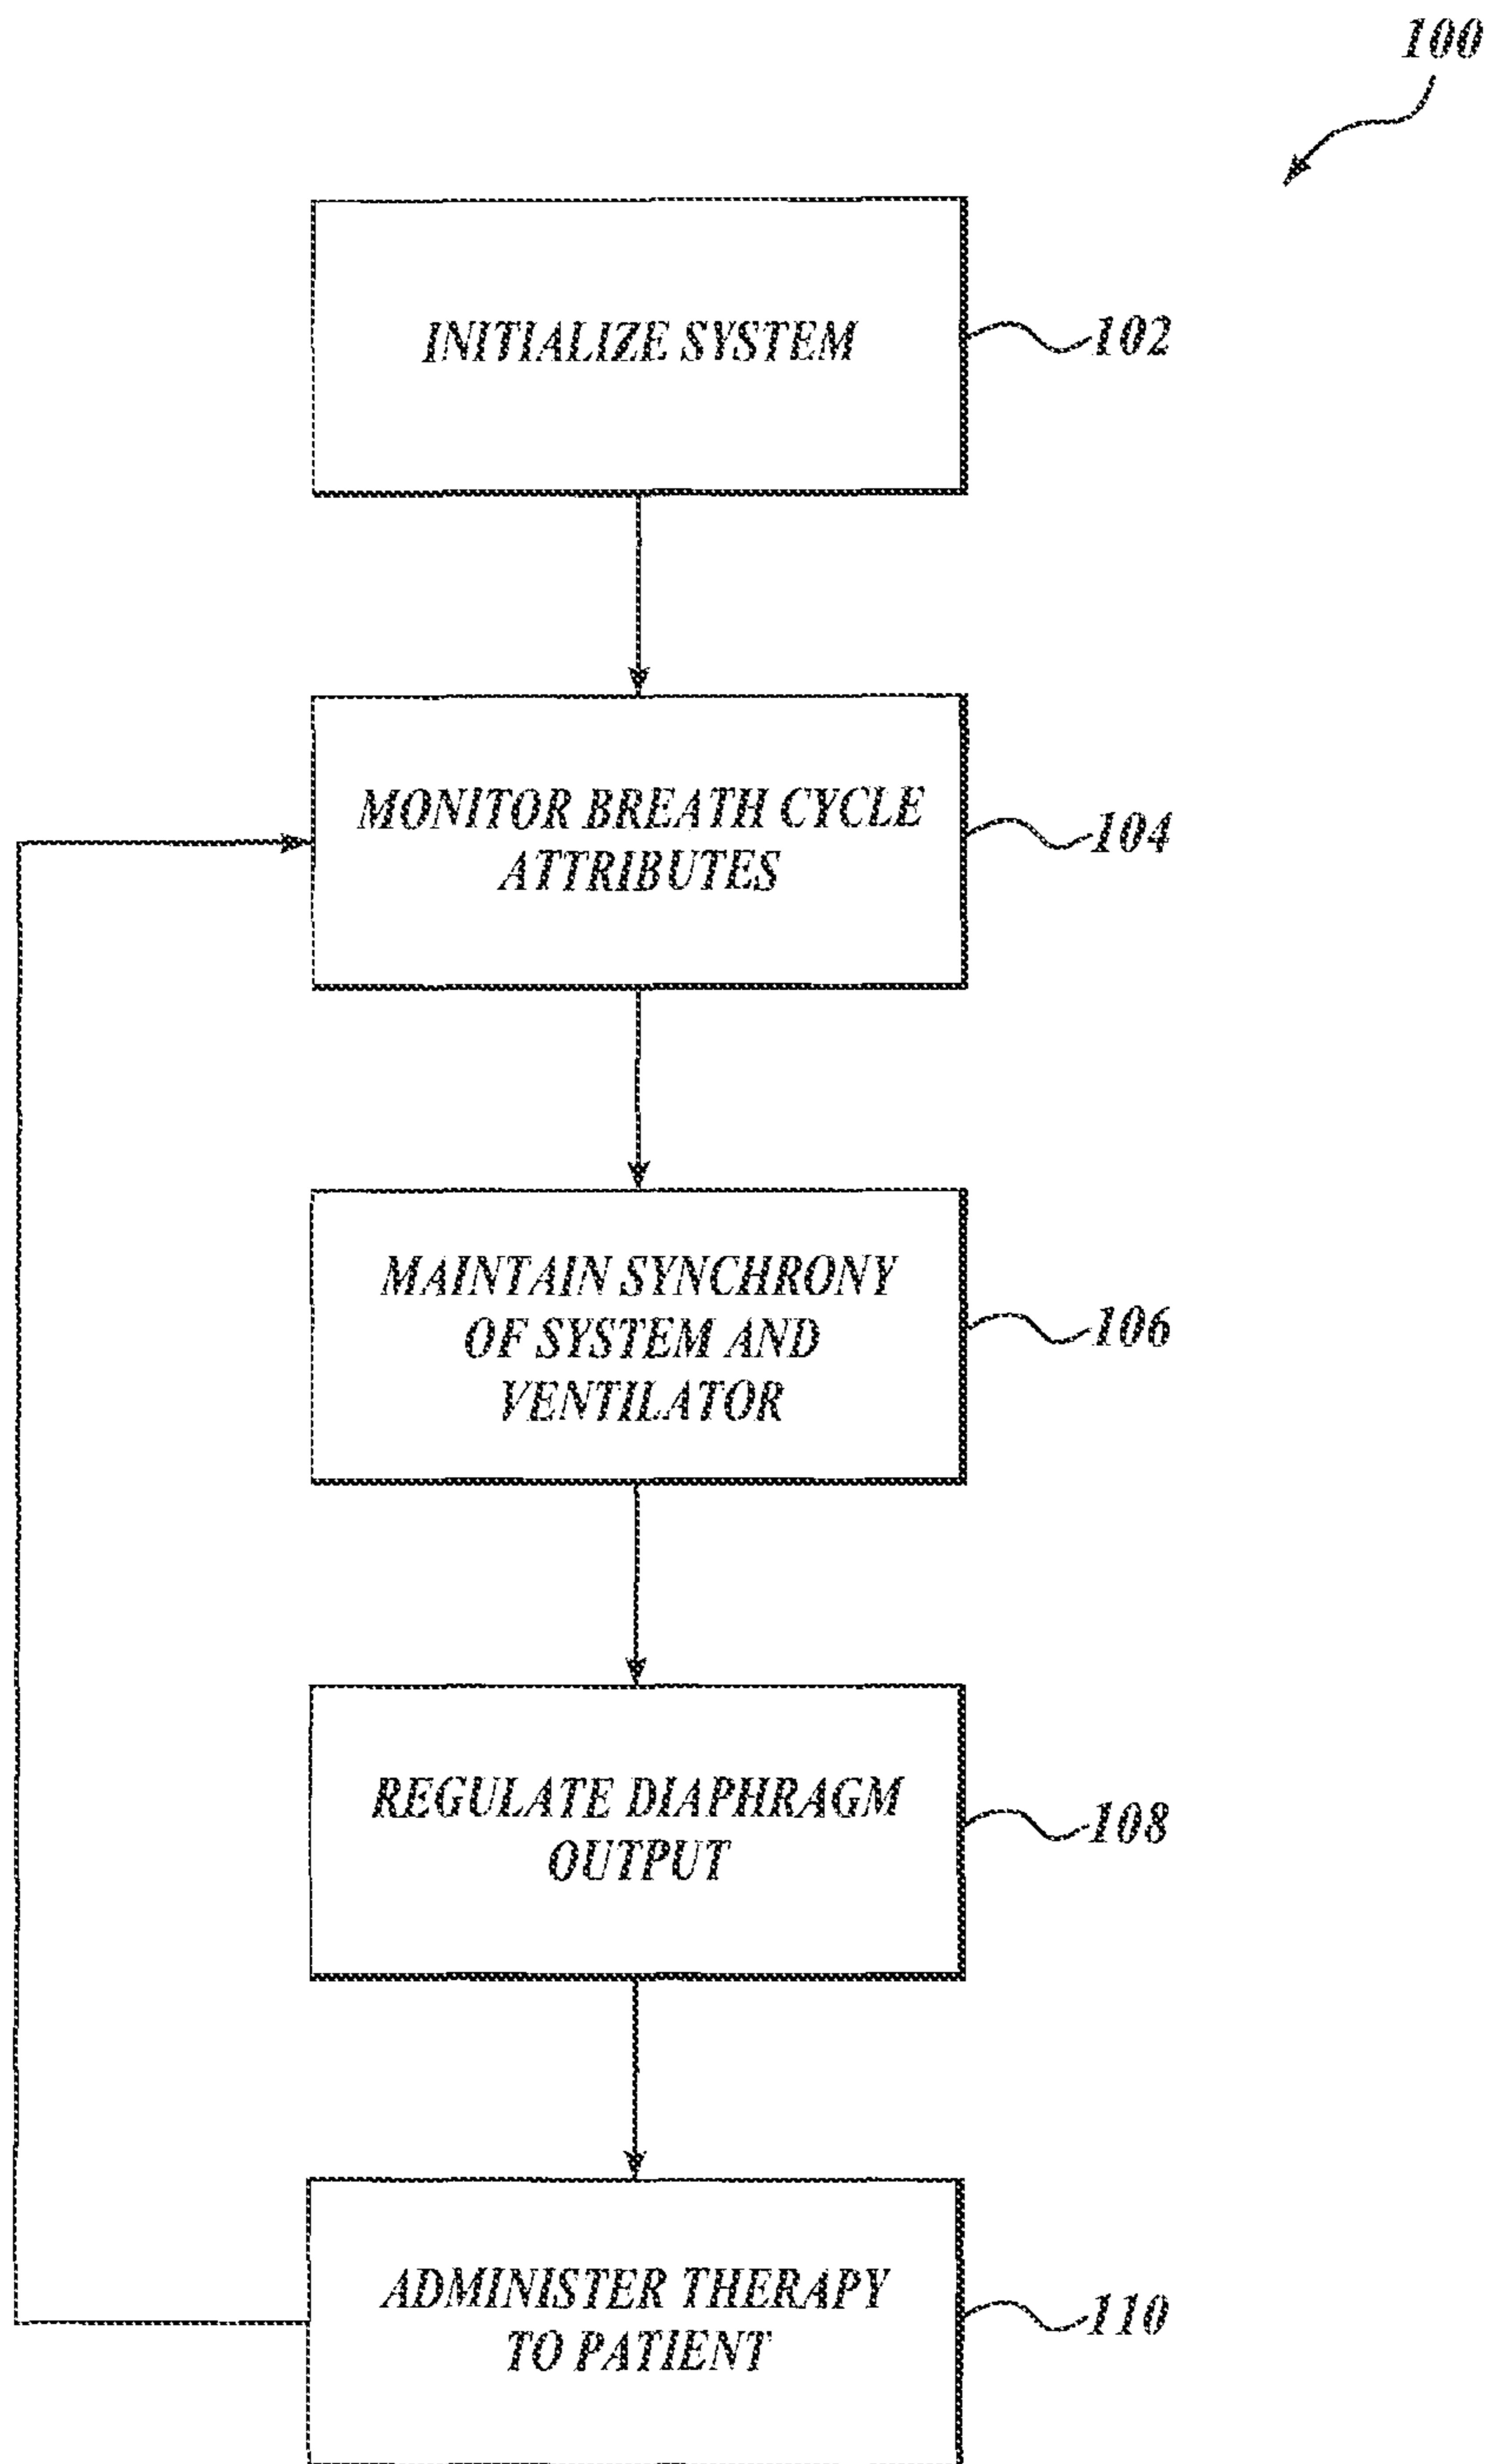 100
INITIALIZE SYSTEM
102
MONITOR BREATH CYCLE
ATTRIBUTES
104
MAINTAIN SYNCHRONY
OF SYSTEM AND
VENTILATOR
106
REGULATE DIAPHRAGM
OUTPUT
108
ADMINISTER THERAPY
TO PATIENT
110